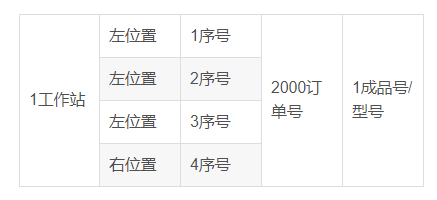 1工作站
左位置
1序号
左位置
2序号
左位置
3序号
右位置
4序号
2000订
单号
1成品号/
型号